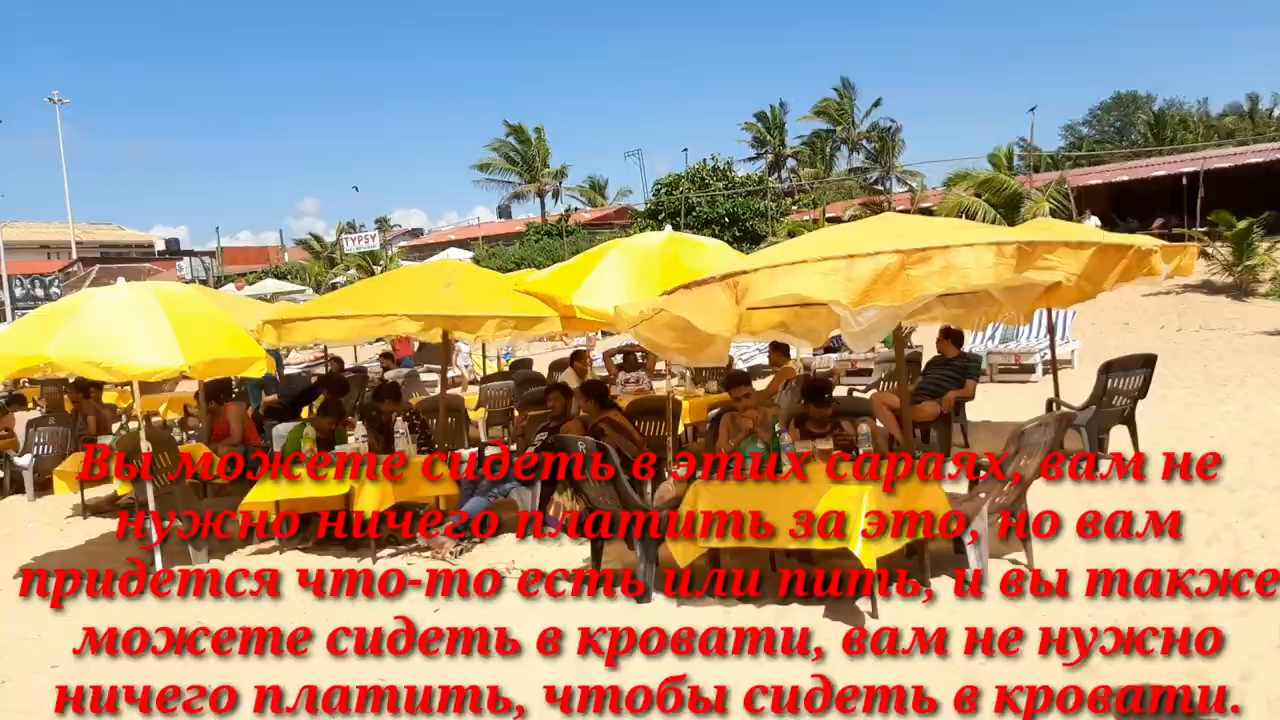 TYPSY
Вы можете сидеть в этих сараях, вам не
нужно ничего платить за это, но вам
придется что-то есть или пить, и вы также
можете сидеть в кровати, вам не нужно
ничего платить, чтобы сидеть в кровати.